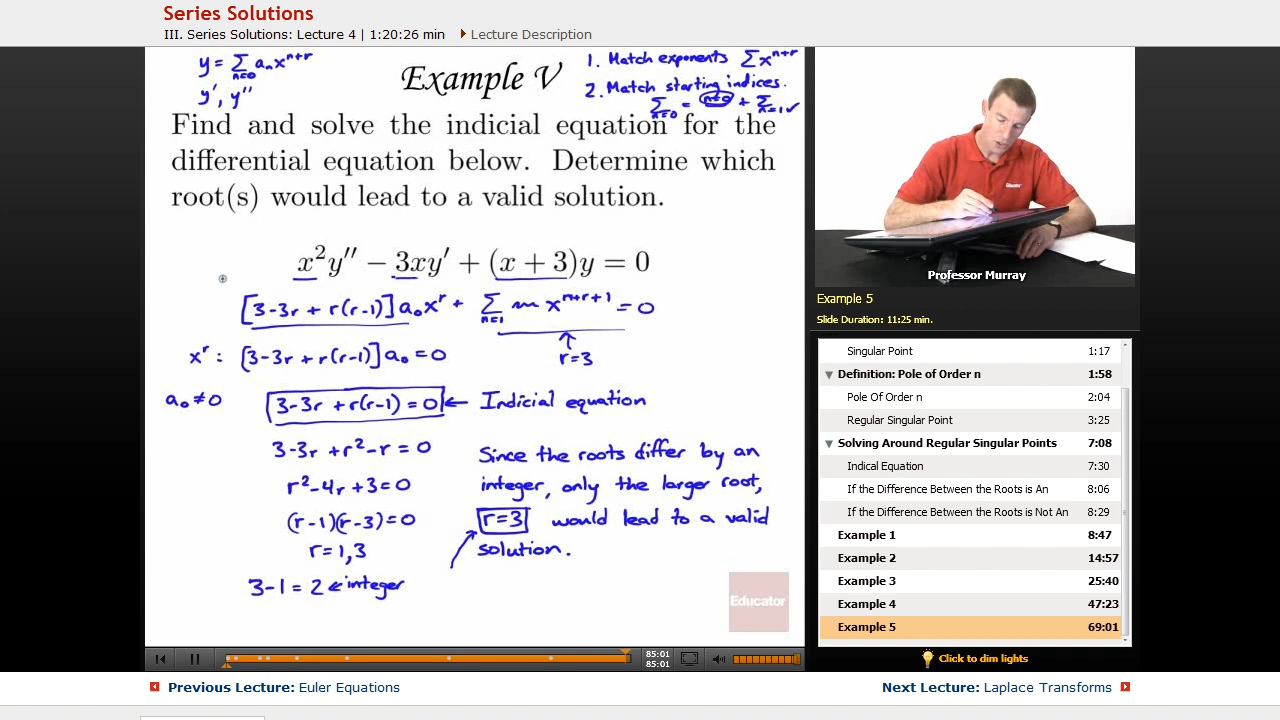 Series Solutions
III. Series Solutions: Lecture 4 | 1:20:26 min
Lecture Description
y = ∑ₙ₌₀ aₙxⁿ⁺ʳ
y', y''
Example V
1. Match exponents ∑xⁿ⁺ʳ
2. Match starting indices.
∑ₙ₌₀ = n=0 + ∑ₙ₌₁ ✓
Find and solve the indicial equation for the
differential equation below. Determine which
root(s) would lead to a valid solution.
x²y'' − 3xy' + (x + 3)y = 0
[3-3r + r(r-1)] a₀xʳ + ∑ₙ₌₁ xⁿ⁺ʳ⁺¹ = 0
xʳ: [3-3r + r(r-1)] a₀ = 0
↑
r=3
a₀ ≠ 0
3-3r + r(r-1) = 0 ← Indicial equation
3-3r + r²-r = 0
r²-4r+3=0
(r-1)(r-3)=0
r=1,3
3-1 = 2 ← integer
Since the roots differ by an
integer, only the larger root,
r=3 would lead to a valid
solution.
Educator
Professor Murray
Example 5
Slide Duration: 11:25 min.
Singular Point 1:17
Definition: Pole of Order n 1:58
Pole Of Order n 2:04
Regular Singular Point 3:25
Solving Around Regular Singular Points 7:08
Indical Equation 7:30
If the Difference Between the Roots is An 8:06
If the Difference Between the Roots is Not An 8:29
Example 1 8:47
Example 2 14:57
Example 3 25:40
Example 4 47:23
Example 5 69:01
85:01
85:01
Click to dim lights
Previous Lecture: Euler Equations
Next Lecture: Laplace Transforms